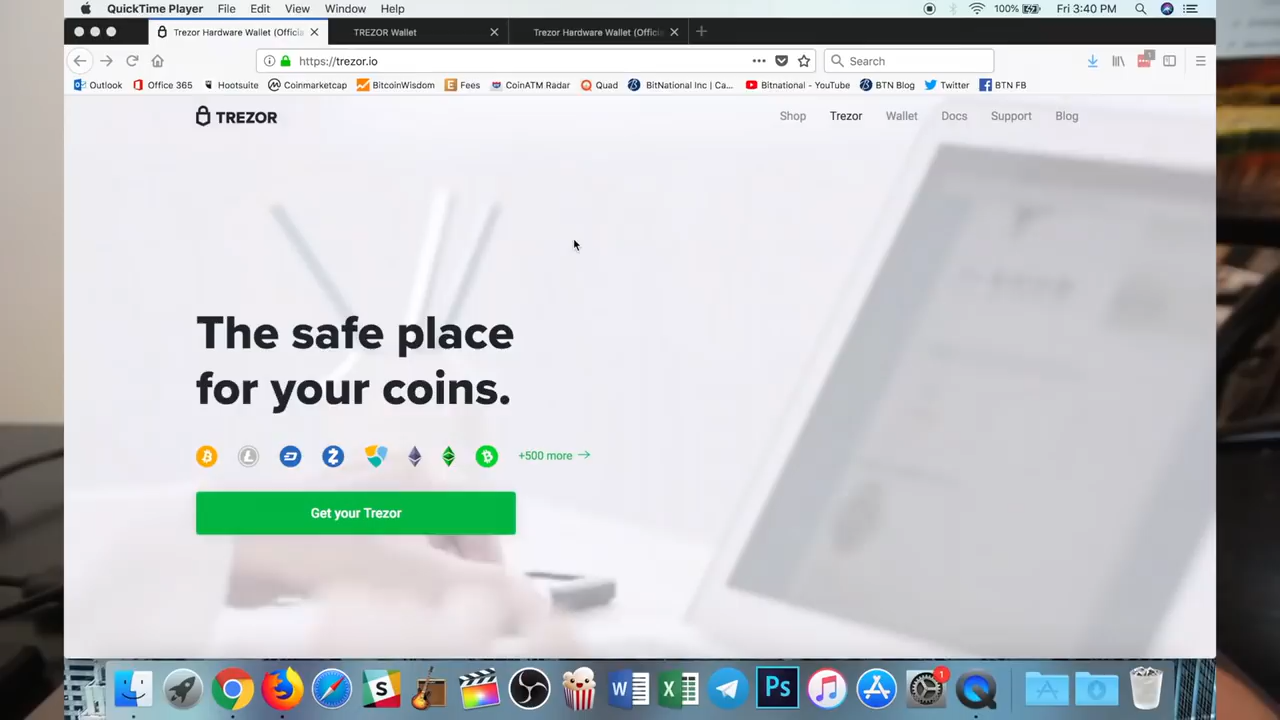 QuickTime Player File Edit View Window Help 100% Fri 3:40 PM
Trezor Hardware Wallet (Offici TREZOR Wallet Trezor Hardware Wallet (Offici
https://trezor.io Search
Outlook Office 365 Hootsuite Coinmarketcap BitcoinWisdom Fees CoinATM Radar Quad BitNational Inc | Ca... Bitnational - YouTube BTN Blog Twitter BTN FB
TREZOR Shop Trezor Wallet Docs Support Blog
The safe place
for your coins.
+500 more →
Get your Trezor